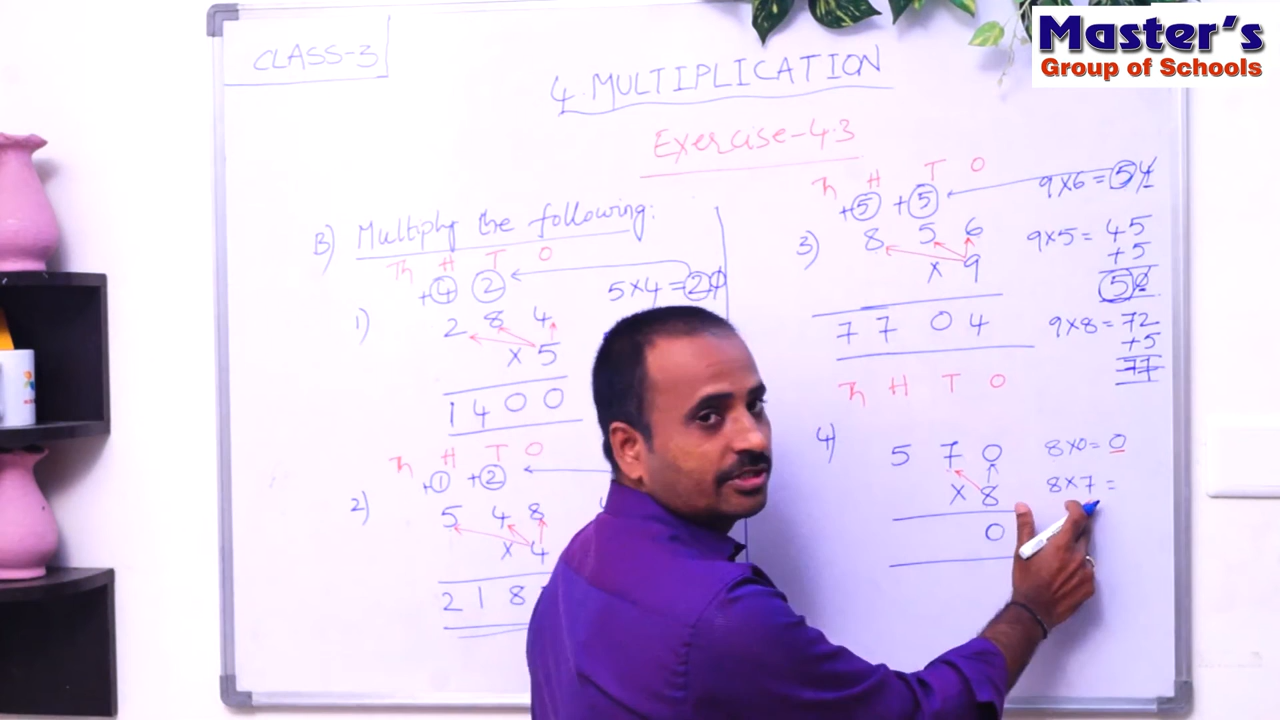 Master's
Group of Schools
CLASS-3
4. MULTIPLICATION
Exercise-4.3
B) Multiply the following:
Th H T O
+4 2
5x4 = 20
1) 2 8 4
x 5
1 4 0 0
Th H T O
+1 +2
2) 5 4 8
x 4
2 1 8
Th H T O
+5 +5
9x6 = 54
3) 8 5 6
x 9
9x5 = 45
+5
50
7 7 0 4
9x8 = 72
+5
77
Th H T O
4) 5 7 0
x 8
0
8x0 = 0
8x7 =